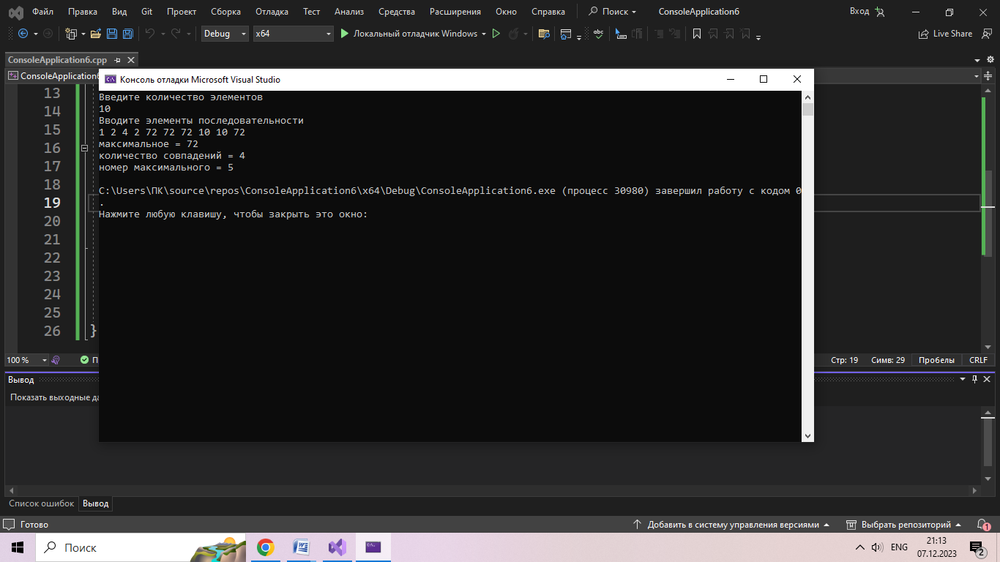 Файл Правка Вид Git Проект Сборка Отладка Тест Анализ Средства Расширения Окно Справка Поиск ConsoleApplication6 Вход
Debug x64 Локальный отладчик Windows Live Share
ConsoleApplication6.cpp
ConsoleApplication6
Консоль отладки Microsoft Visual Studio
13
14
15
16
17
18
19
20
21
22
23
24
25
26 }
Введите количество элементов
10
Вводите элементы последовательности
1 2 4 2 72 72 72 10 10 72
максимальное = 72
количество совпадений = 4
номер максимального = 5
C:\Users\ПК\source\repos\ConsoleApplication6\x64\Debug\ConsoleApplication6.exe (процесс 30980) завершил работу с кодом 0
.
Нажмите любую клавишу, чтобы закрыть это окно:
100 % Стр: 19 Симв: 29 Пробелы CRLF
Вывод
Показать выходные
Список ошибок Вывод
Готово Добавить в систему управления версиями Выбрать репозиторий 1
Поиск ENG 21:13
07.12.2023 2